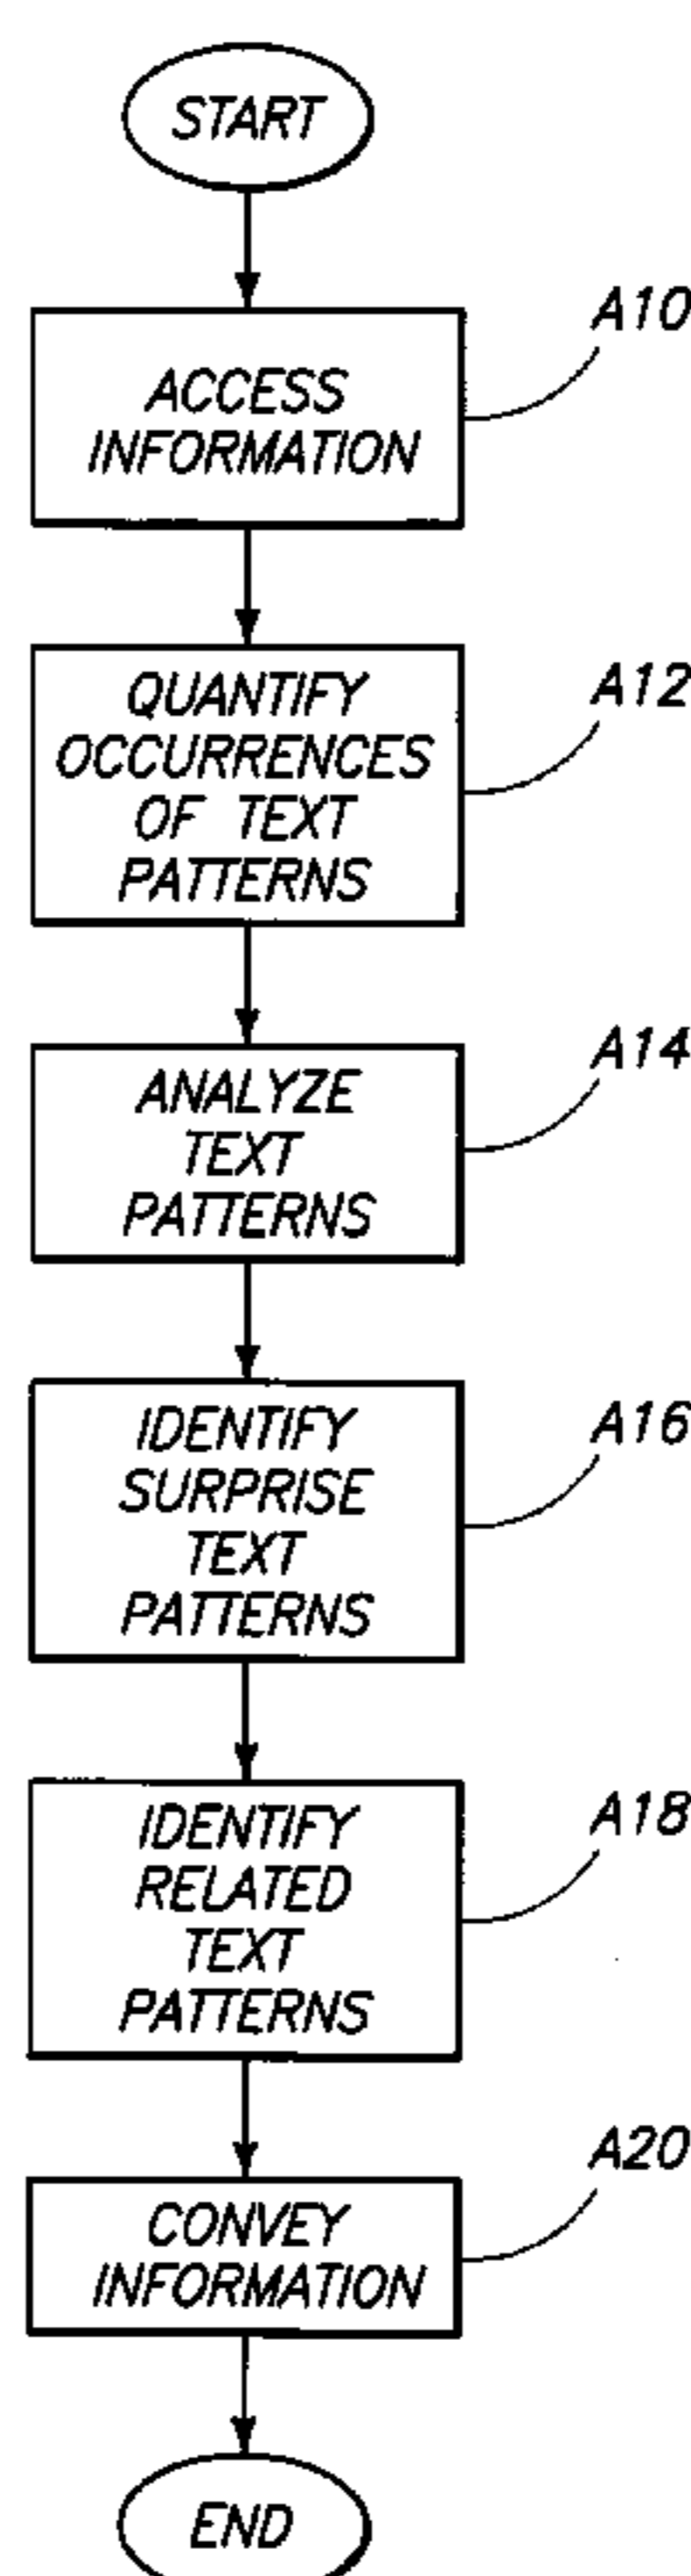 START
A10
ACCESS
INFORMATION
A12
QUANTIFY
OCCURRENCES
OF TEXT
PATTERNS
A14
ANALYZE
TEXT
PATTERNS
A16
IDENTIFY
SURPRISE
TEXT
PATTERNS
A18
IDENTIFY
RELATED
TEXT
PATTERNS
A20
CONVEY
INFORMATION
END